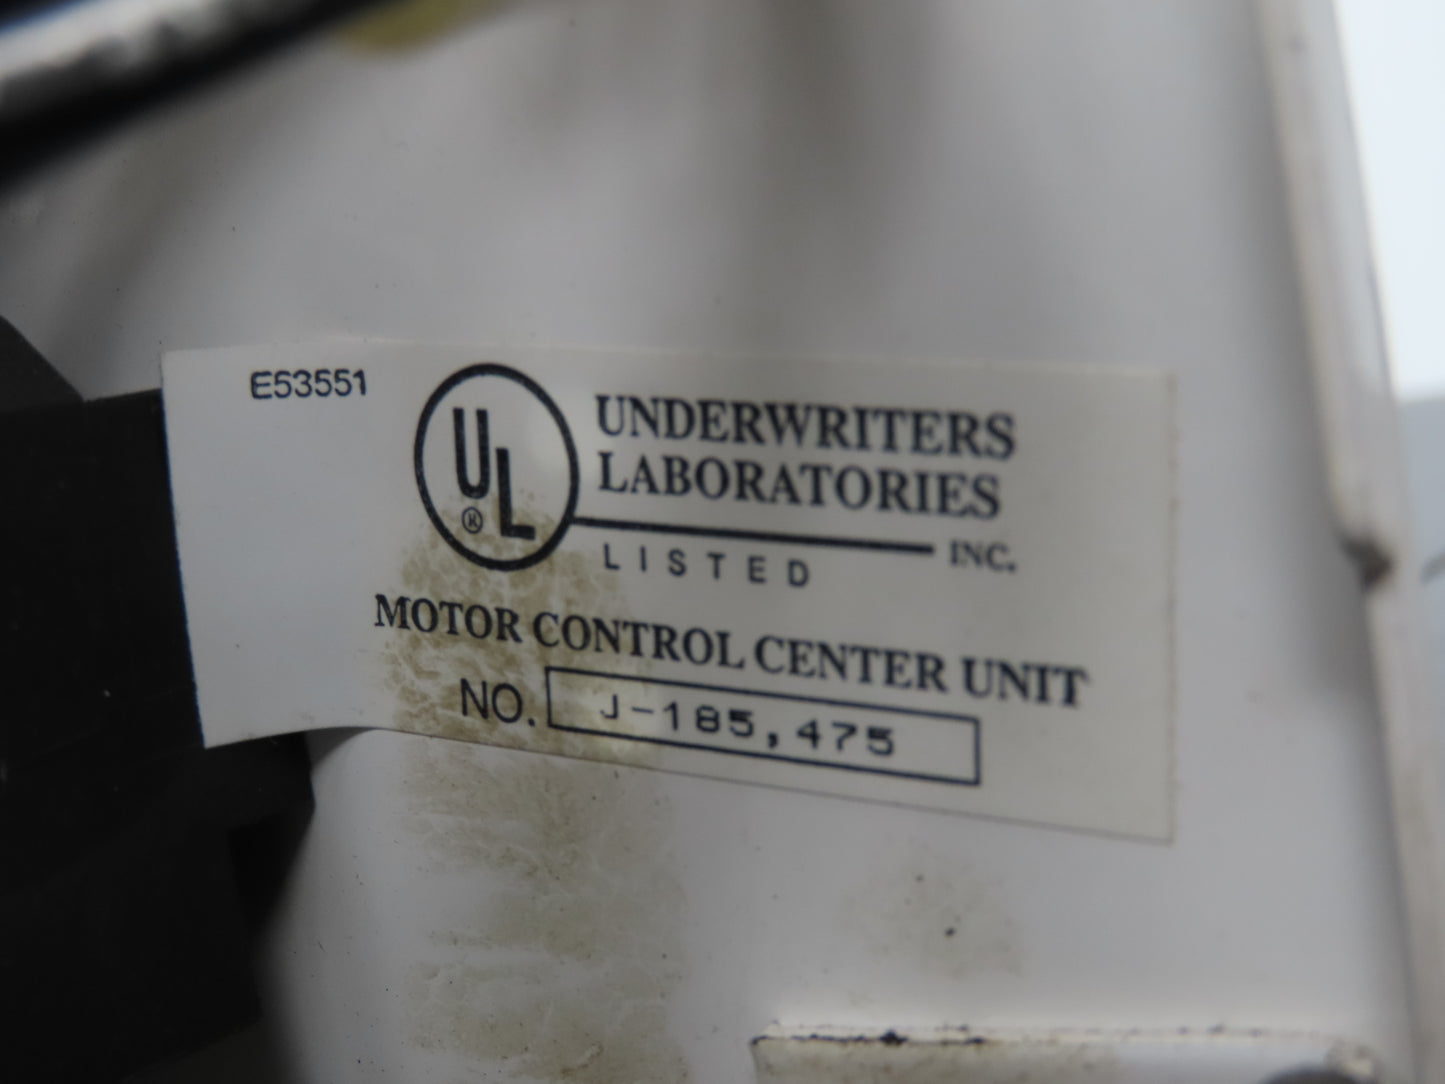 E53551
UL
®
UNDERWRITERS
LABORATORIES
INC.
LISTED
MOTOR CONTROL CENTER UNIT
NO. J-185,475